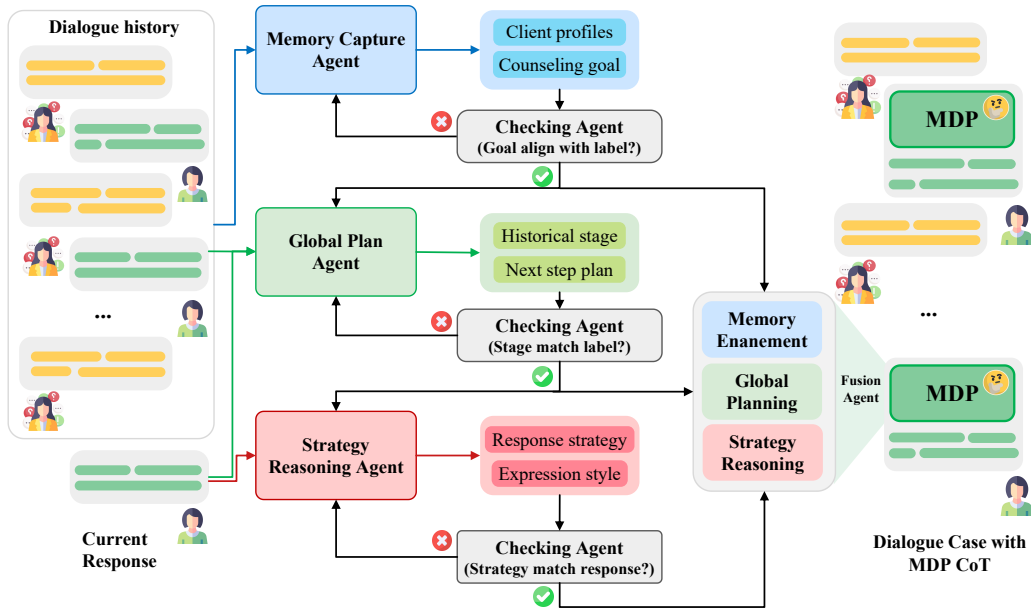 Dialogue history
...
Current
Response
Memory Capture
Agent
Client profiles
Counseling goal
Checking Agent
(Goal align with label?)
Global Plan
Agent
Historical stage
Next step plan
Checking Agent
(Stage match label?)
Strategy
Reasoning Agent
Response strategy
Expression style
Checking Agent
(Strategy match response?)
Memory
Enanement
Global
Planning
Strategy
Reasoning
Fusion
Agent
MDP
...
MDP
Dialogue Case with
MDP CoT